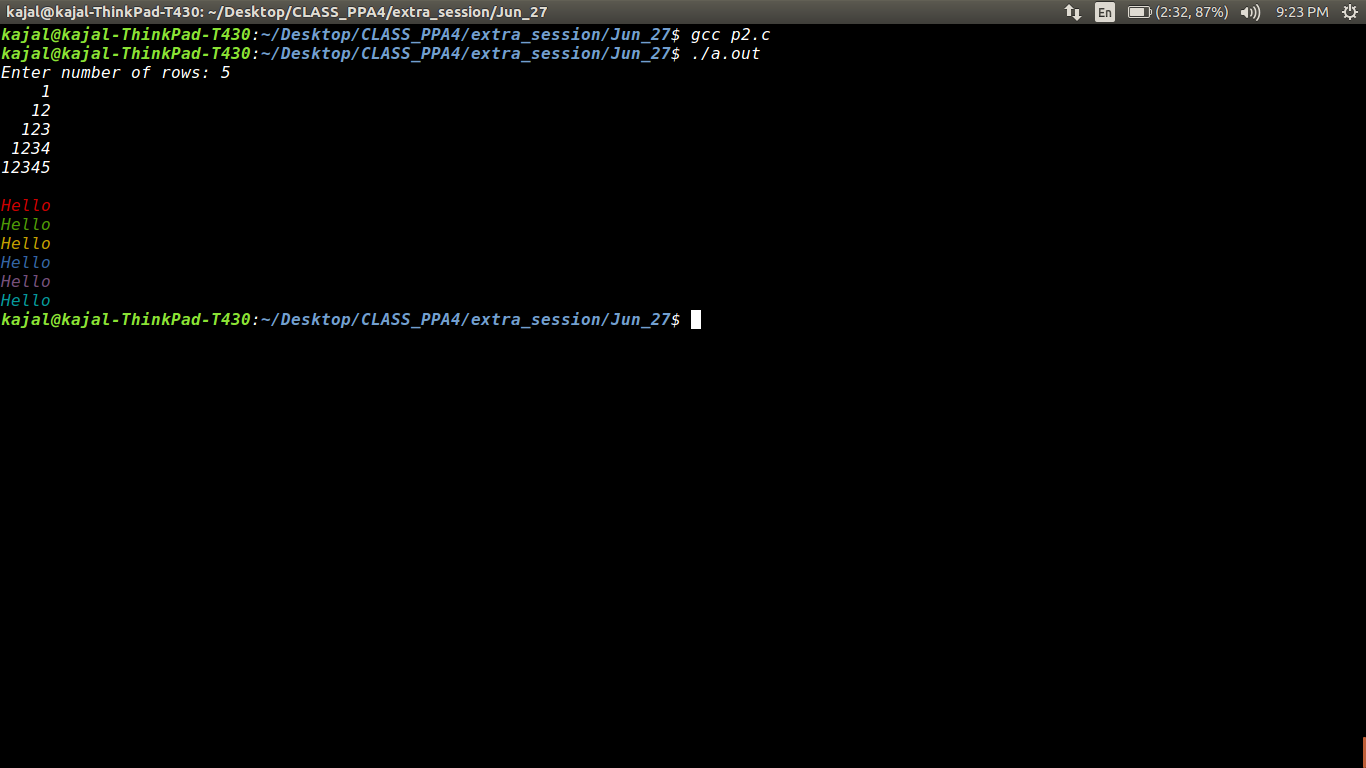 kajal@kajal-ThinkPad-T430: ~/Desktop/CLASS_PPA4/extra_session/Jun_27 En (2:32, 87%) 9:23 PM
kajal@kajal-ThinkPad-T430:~/Desktop/CLASS_PPA4/extra_session/Jun_27$ gcc p2.c
kajal@kajal-ThinkPad-T430:~/Desktop/CLASS_PPA4/extra_session/Jun_27$ ./a.out
Enter number of rows: 5
    1
   12
  123
 1234
12345

Hello
Hello
Hello
Hello
Hello
Hello
kajal@kajal-ThinkPad-T430:~/Desktop/CLASS_PPA4/extra_session/Jun_27$